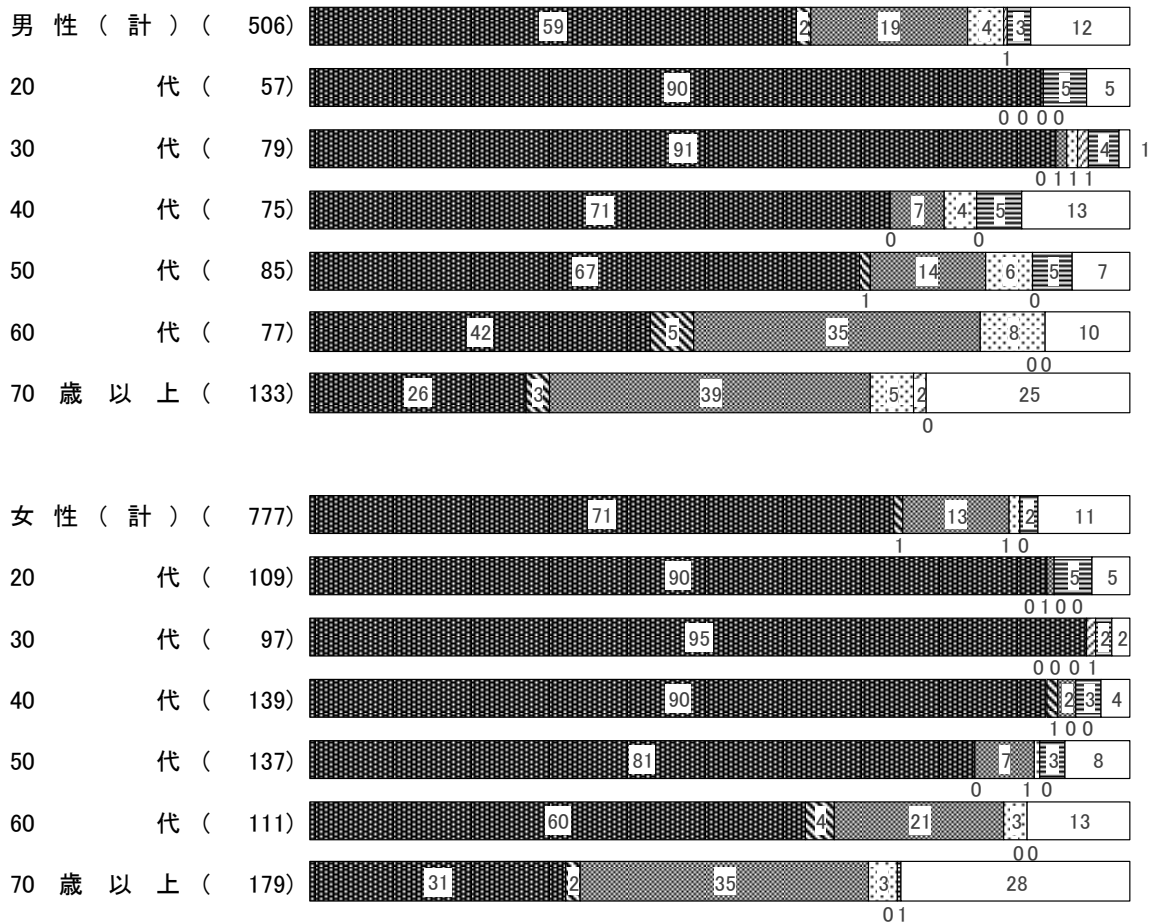 男性(計)( 506) 59 2 19 4 3 12
1
20 代( 57) 90 5 5
0 0 0 0
30 代( 79) 91 4 1
0 1 1 1
40 代( 75) 71 7 4 5 13
0 0
50 代( 85) 67 14 6 5 7
1 0
60 代( 77) 42 5 35 8 10
0 0
70歳以上( 133) 26 3 39 5 2 25
0
女性(計)( 777) 71 13 2 11
1 1 0
20 代( 109) 90 5 5
0 1 0 0
30 代( 97) 95 2 2
0 0 0 1
40 代( 139) 90 2 3 4
1 0 0
50 代( 137) 81 7 3 8
0 1 0
60 代( 111) 60 4 21 3 13
0 0
70歳以上( 179) 31 2 35 3 28
0 1